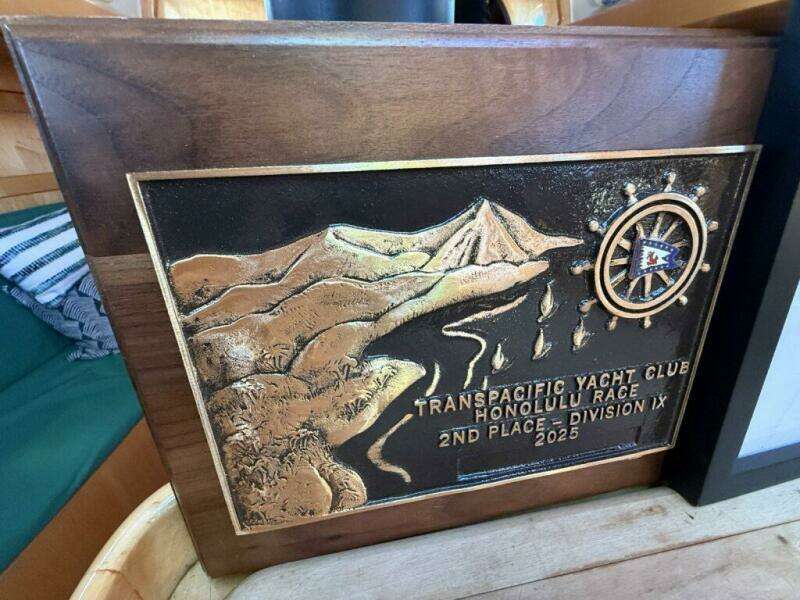 TRANSPACIFIC YACHT CLUB
HONOLULU RACE
2ND PLACE - DIVISION IX
2025